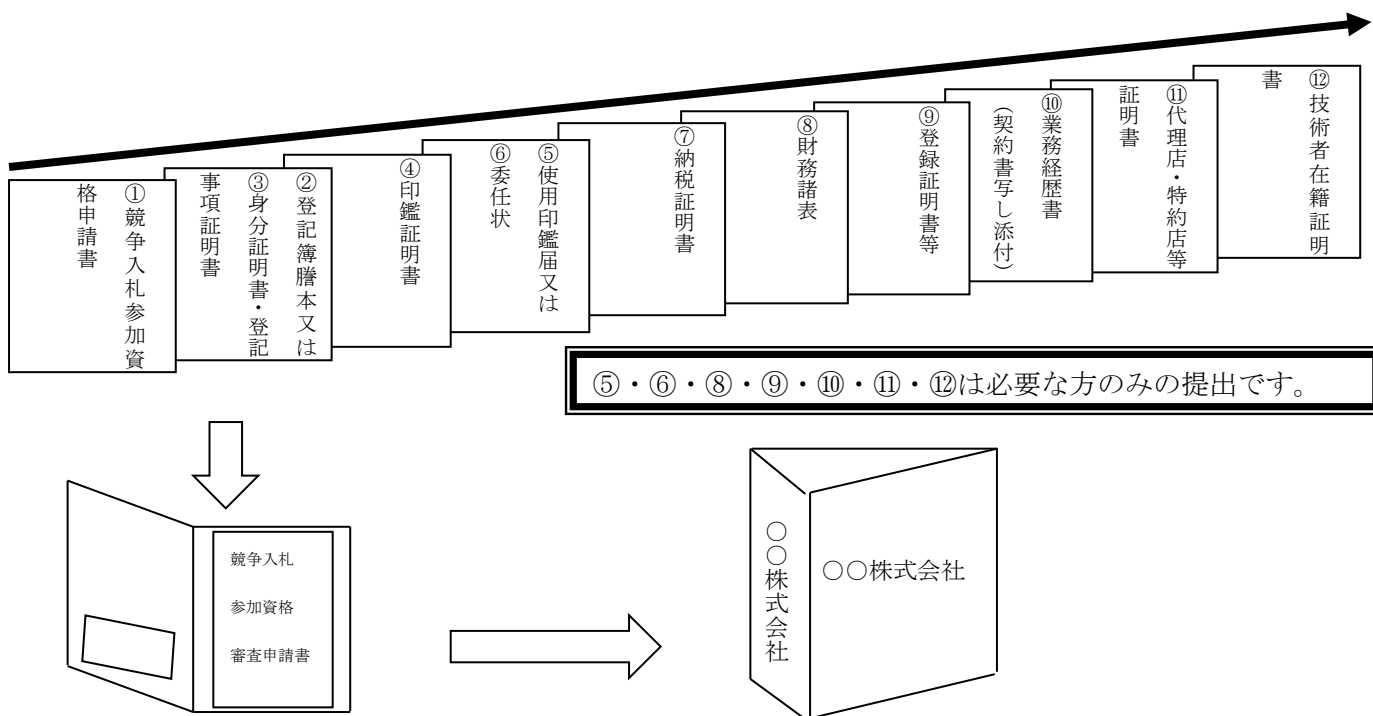 ①競争入札参加資
格申請書
②登記簿謄本又は
③身分証明書・登記
事項証明書
④印鑑証明書
⑤使用印鑑届又は
⑥委任状
⑦納税証明書
⑧財務諸表
⑨登録証明書等
⑩業務経歴書
（契約書写し添付）
⑪代理店・特約店等
証明書
⑫技術者在籍証明
書
⑤・⑥・⑧・⑨・⑩・⑪・⑫は必要な方のみの提出です。
競争入札
参加資格
審査申請書
○○株式会社
○○株式会社